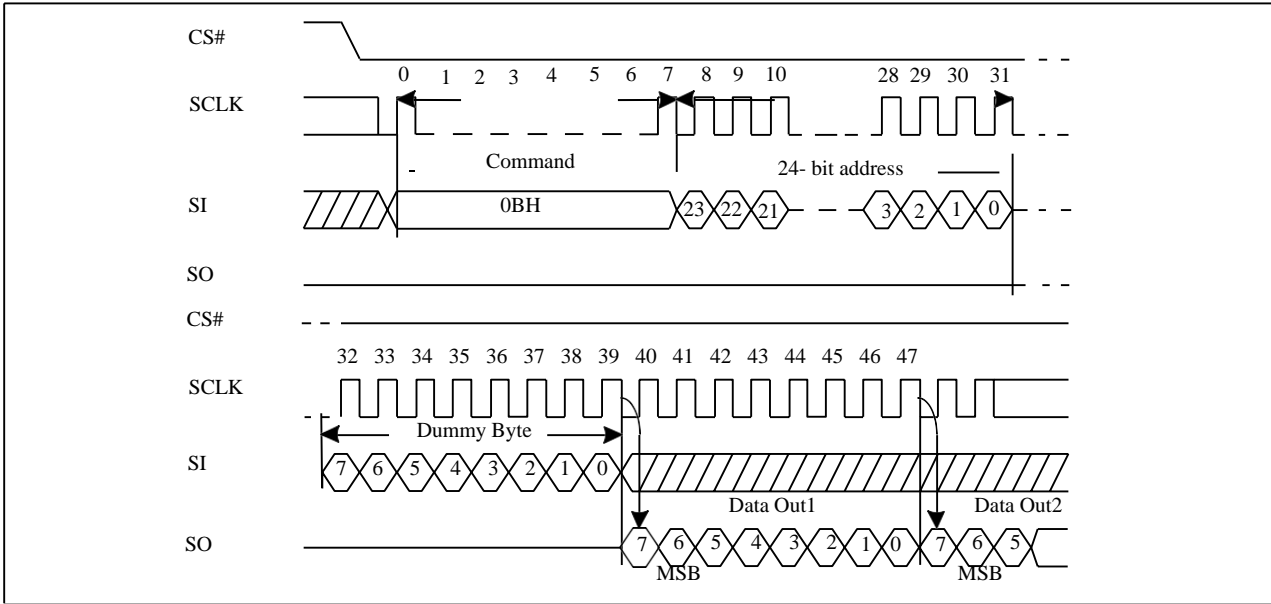 CS#
0 1 2 3 4 5 6 7 8 9 10 28 29 30 31
SCLK
Command 24- bit address
SI 0BH 23 22 21 3 2 1 0
SO
CS#
32 33 34 35 36 37 38 39 40 41 42 43 44 45 46 47
SCLK
Dummy Byte
SI 7 6 5 4 3 2 1 0
Data Out1 Data Out2
SO 7 6 5 4 3 2 1 0 7 6 5
MSB MSB